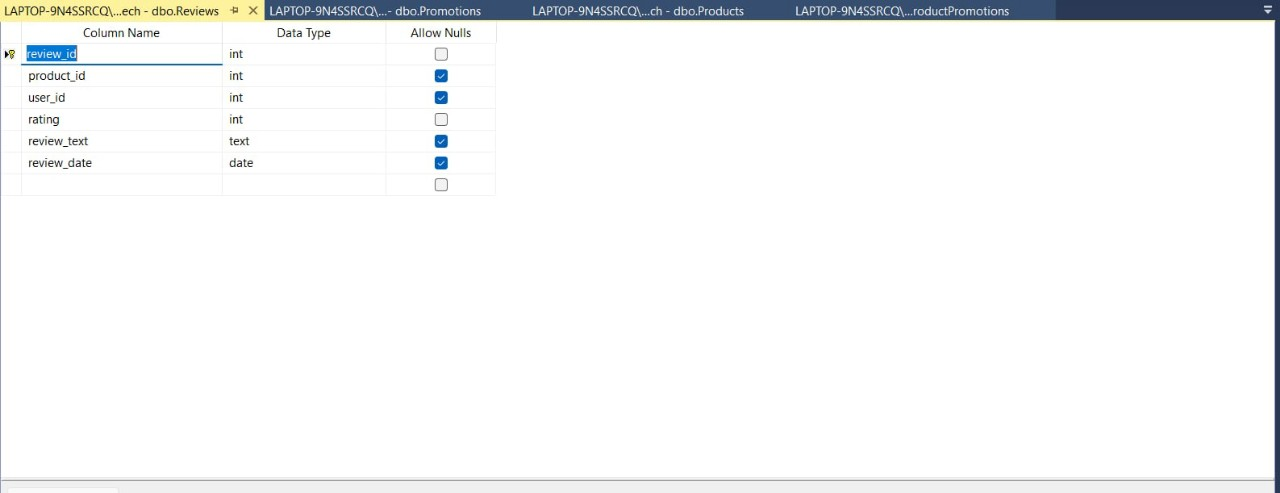 LAPTOP-9N4SSRCQ\...ech - dbo.Reviews LAPTOP-9N4SSRCQ\...- dbo.Promotions LAPTOP-9N4SSRCQ\...ch - dbo.Products LAPTOP-9N4SSRCQ\...roductPromotions
Column Name Data Type Allow Nulls
review_id int
product_id int
user_id int
rating int
review_text text
review_date date